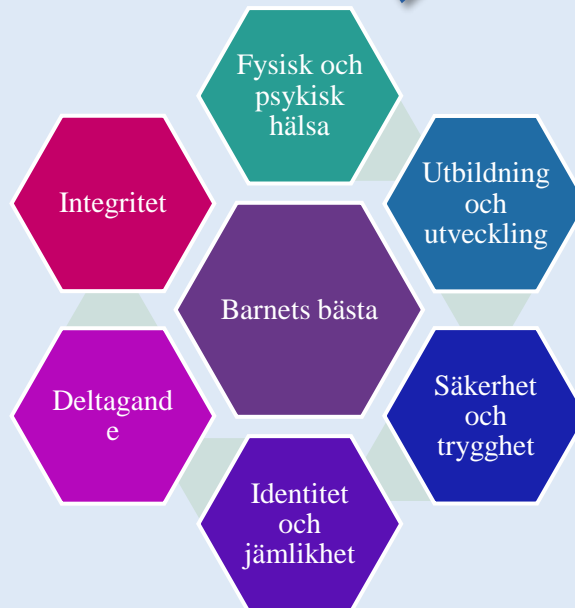 Fysisk och
psykisk
hälsa
Utbildning
och
utveckling
Integritet
Barnets bästa
Säkerhet
och
trygghet
Deltagand
e
Identitet
och
jämlikhet